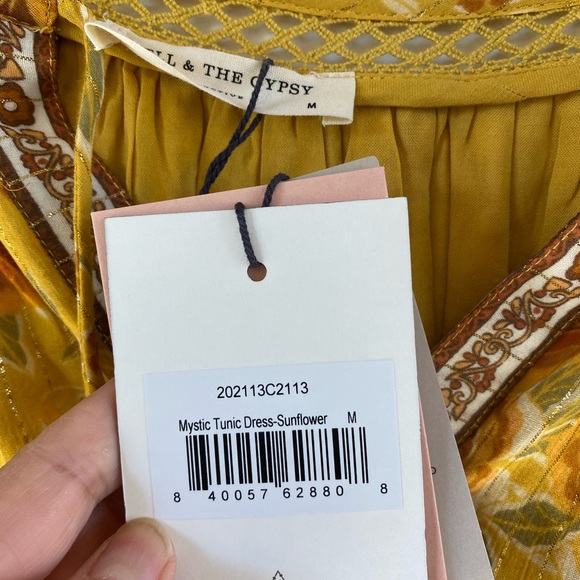 & THE GYPSY
M
202113C2113
Mystic Tunic Dress-Sunflower M
8 40057 62880 8